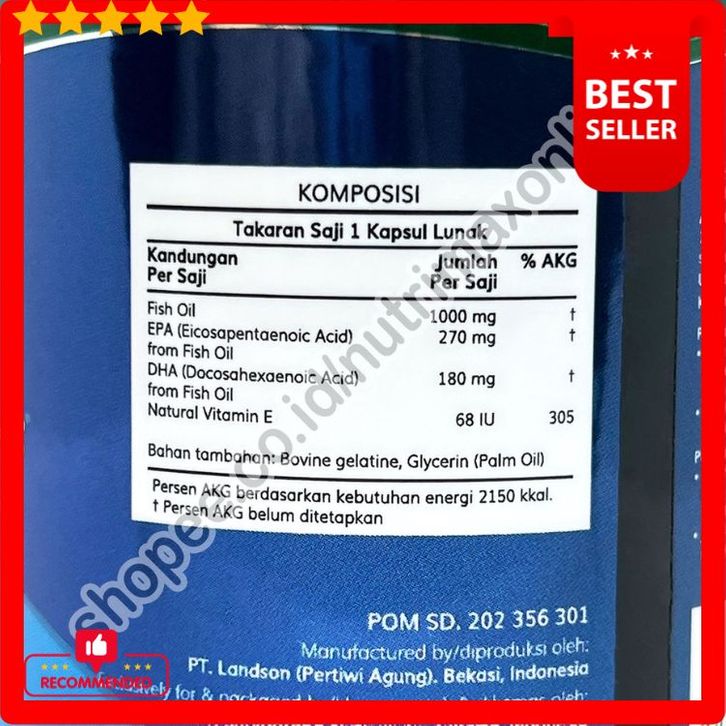 BEST
SELLER
KOMPOSISI
Takaran Saji 1 Kapsul Lunak
Kandungan Per Saji Jumlah Per Saji % AKG
Fish Oil 1000 mg †
EPA (Eicosapentaenoic Acid) 270 mg †
from Fish Oil
DHA (Docosahexaenoic Acid) 180 mg †
from Fish Oil
Natural Vitamin E 68 IU 305
Bahan tambahan: Bovine gelatine, Glycerin (Palm Oil)
Persen AKG berdasarkan kebutuhan energi 2150 kkal.
† Persen AKG belum ditetapkan
shopee.co.id/nutrimaxonli
POM SD. 202 356 301
Manufactured by/diproduksi oleh:
PT. Landson (Pertiwi Agung). Bekasi, Indonesia
RECOMMENDED